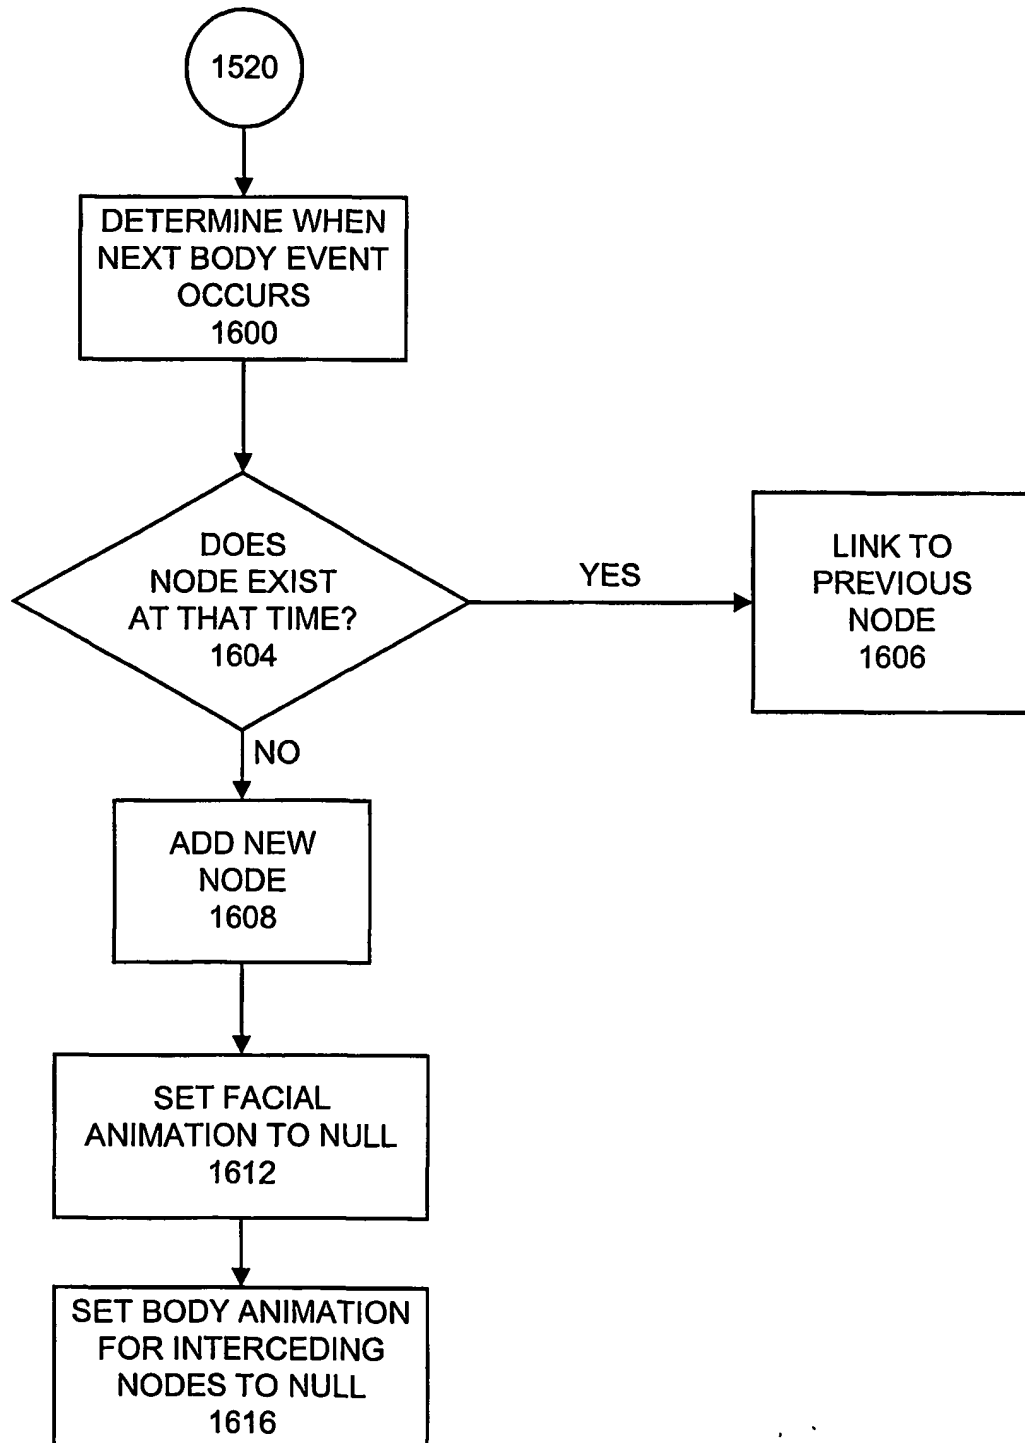 1520
DETERMINE WHEN
NEXT BODY EVENT
OCCURS
1600
DOES
NODE EXIST
AT THAT TIME?
1604
YES
LINK TO
PREVIOUS
NODE
1606
NO
ADD NEW
NODE
1608
SET FACIAL
ANIMATION TO NULL
1612
SET BODY ANIMATION
FOR INTERCEDING
NODES TO NULL
1616